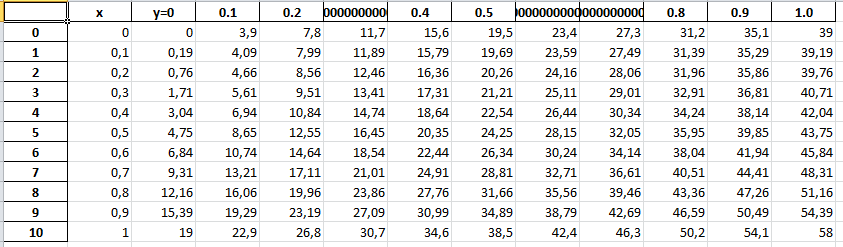 x y=0 0.1 0.2 0000000000 0.4 0.5 0000000000 0000000000 0.8 0.9 1.0
0 0 0 3,9 7,8 11,7 15,6 19,5 23,4 27,3 31,2 35,1 39
1 0,1 0,19 4,09 7,99 11,89 15,79 19,69 23,59 27,49 31,39 35,29 39,19
2 0,2 0,76 4,66 8,56 12,46 16,36 20,26 24,16 28,06 31,96 35,86 39,76
3 0,3 1,71 5,61 9,51 13,41 17,31 21,21 25,11 29,01 32,91 36,81 40,71
4 0,4 3,04 6,94 10,84 14,74 18,64 22,54 26,44 30,34 34,24 38,14 42,04
5 0,5 4,75 8,65 12,55 16,45 20,35 24,25 28,15 32,05 35,95 39,85 43,75
6 0,6 6,84 10,74 14,64 18,54 22,44 26,34 30,24 34,14 38,04 41,94 45,84
7 0,7 9,31 13,21 17,11 21,01 24,91 28,81 32,71 36,61 40,51 44,41 48,31
8 0,8 12,16 16,06 19,96 23,86 27,76 31,66 35,56 39,46 43,36 47,26 51,16
9 0,9 15,39 19,29 23,19 27,09 30,99 34,89 38,79 42,69 46,59 50,49 54,39
10 1 19 22,9 26,8 30,7 34,6 38,5 42,4 46,3 50,2 54,1 58